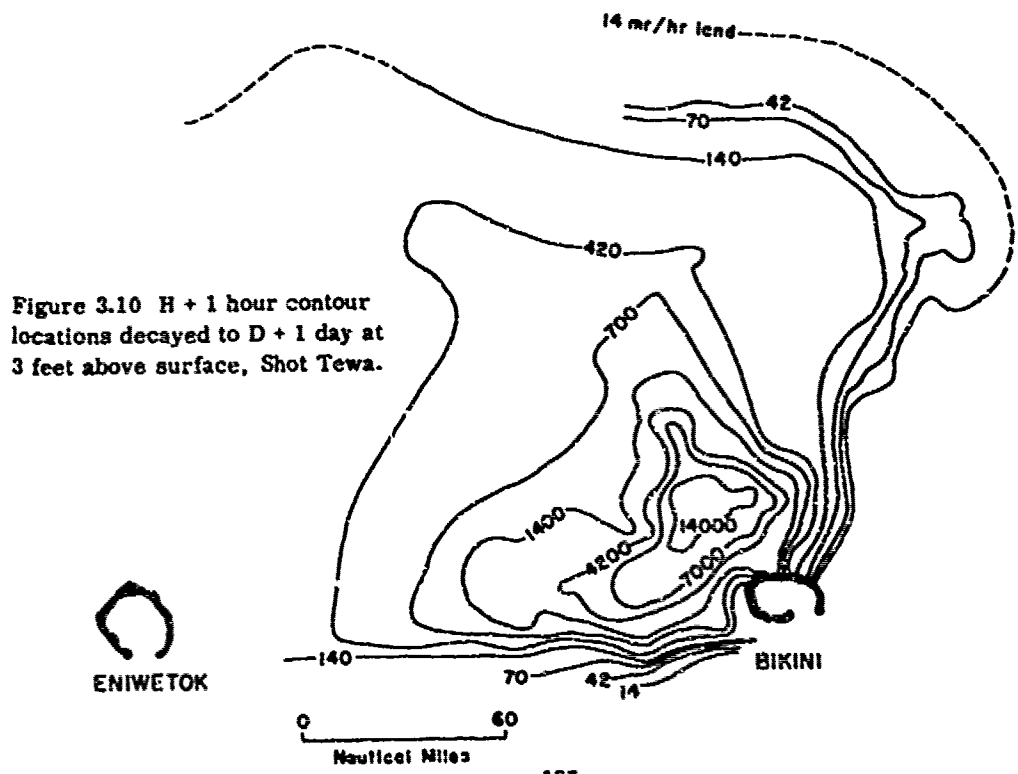 14 mr/hr lend
42
70
140
420
Figure 3.10 H + 1 hour contour
locations decayed to D + 1 day at
3 feet above surface, Shot Tewa.
700
1400
14000
4200
7000
140
70
42
14
BIKINI
ENIWETOK
0 60
Nautical Miles